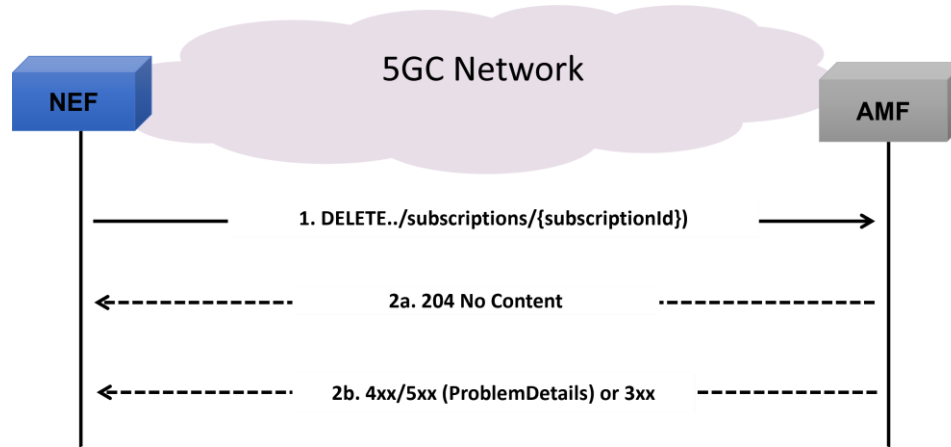 5GC Network
NEF
AMF
1. DELETE../subscriptions/{subscriptionId})
2a. 204 No Content
2b. 4xx/5xx (ProblemDetails) or 3xx